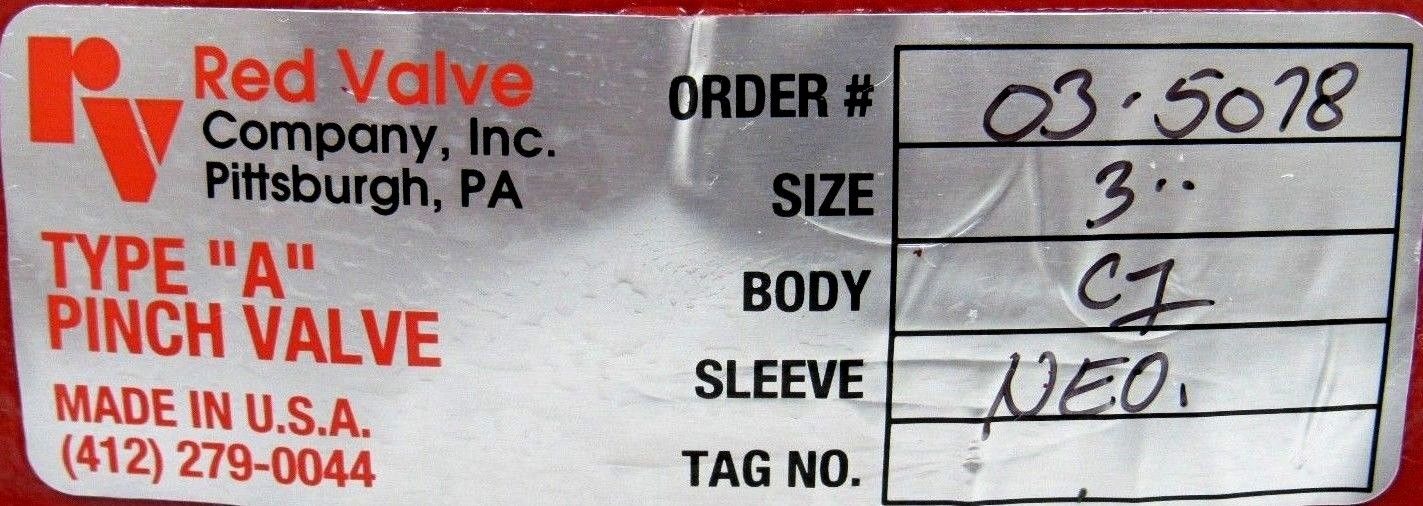 rv
Red Valve
Company, Inc.
Pittsburgh, PA
TYPE "A"
PINCH VALVE
MADE IN U.S.A.
(412) 279-0044
ORDER # 03-5078
SIZE 3"
BODY CI
SLEEVE NEO.
TAG NO.